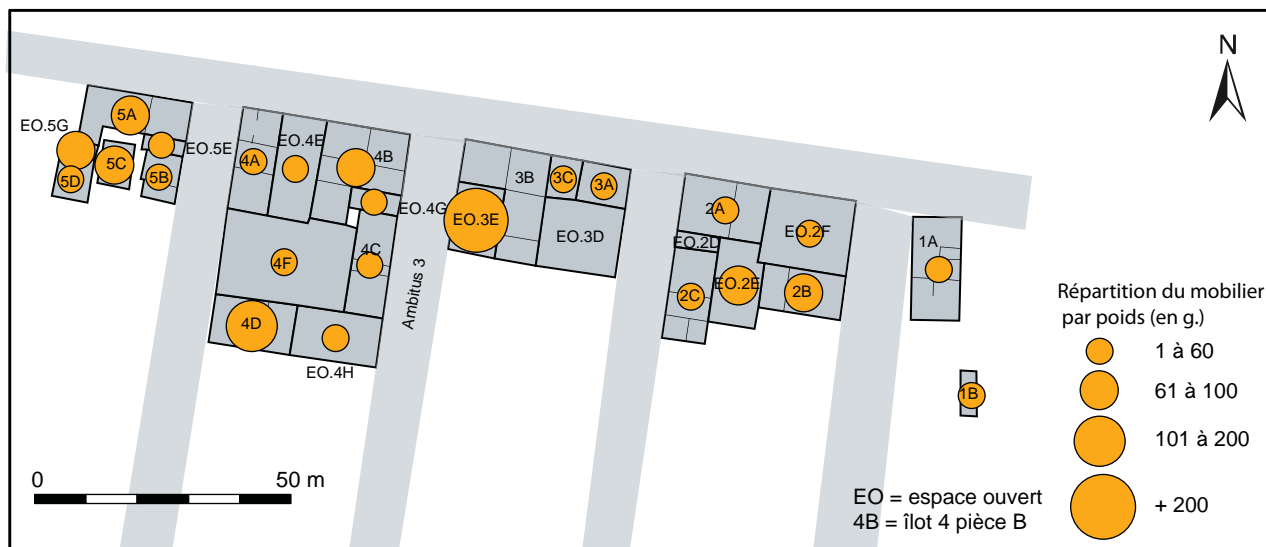 N
5A
EO.5G
EO.5E
5C
5D
5B
4A
EO.4E
4B
EO.4G
4C
4F
4D
EO.4H
Ambitus 3
3B
3C
3A
EO.3E
EO.3D
2A
EO.2F
EO.2D
EO.2E
2C
2B
1A
1B
Répartition du mobilier
par poids (en g.)
1 à 60
61 à 100
101 à 200
+ 200
0 50 m
EO = espace ouvert
4B = îlot 4 pièce B